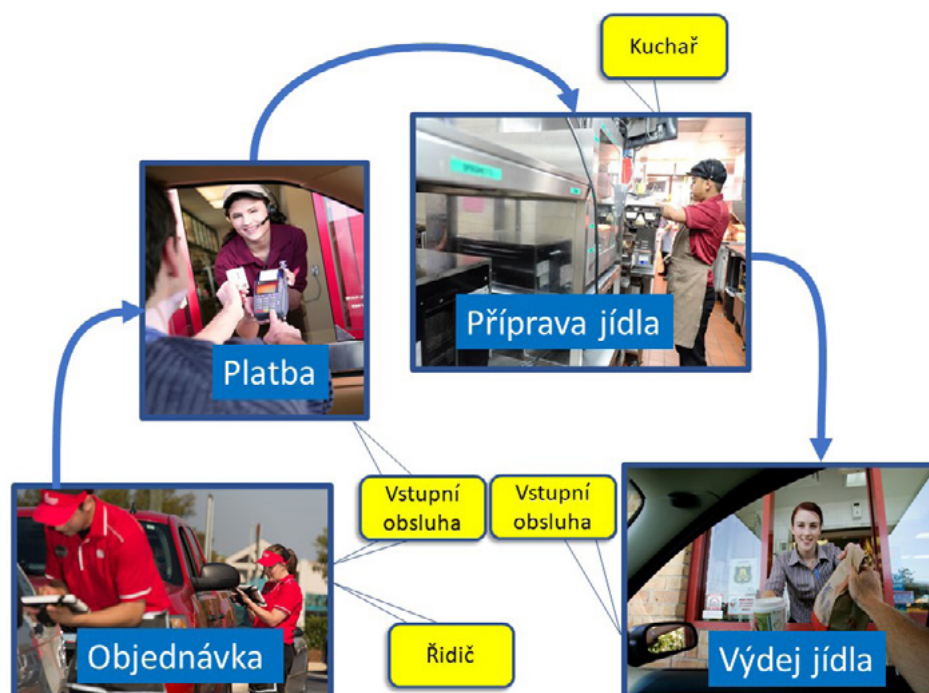 Kuchař
Příprava jídla
Platba
Vstupní
obsluha
Vstupní
obsluha
Objednávka
Řidič
Výdej jídla